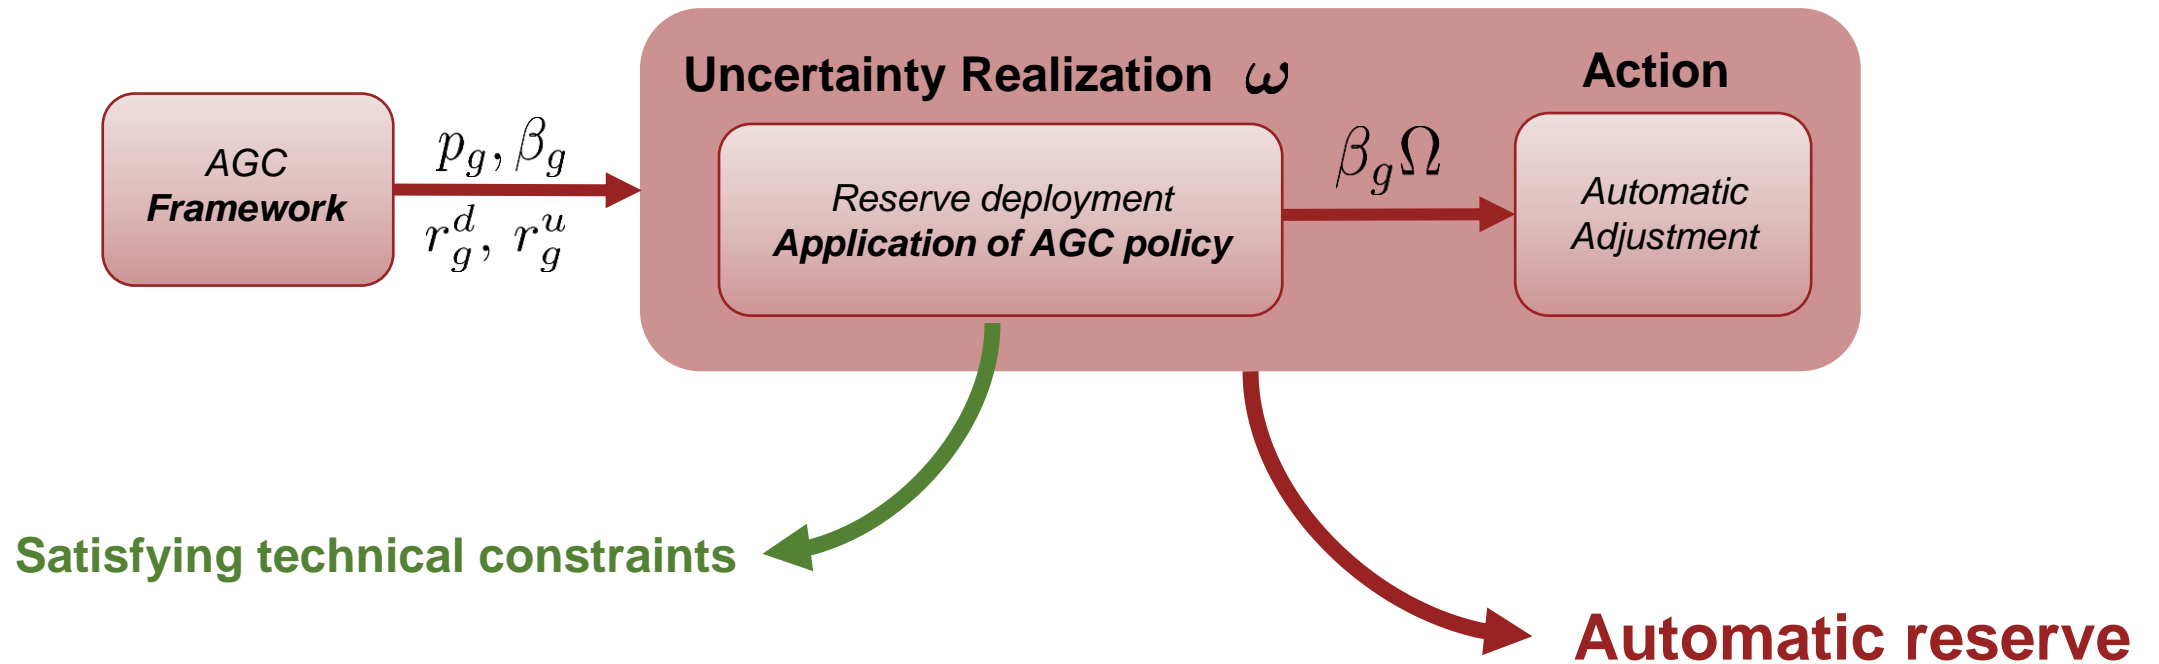 Uncertainty Realization ω
Action
AGC
Framework
p_g, β_g
r_g^d, r_g^u
Reserve deployment
Application of AGC policy
β_gΩ
Automatic
Adjustment
Satisfying technical constraints
Automatic reserve